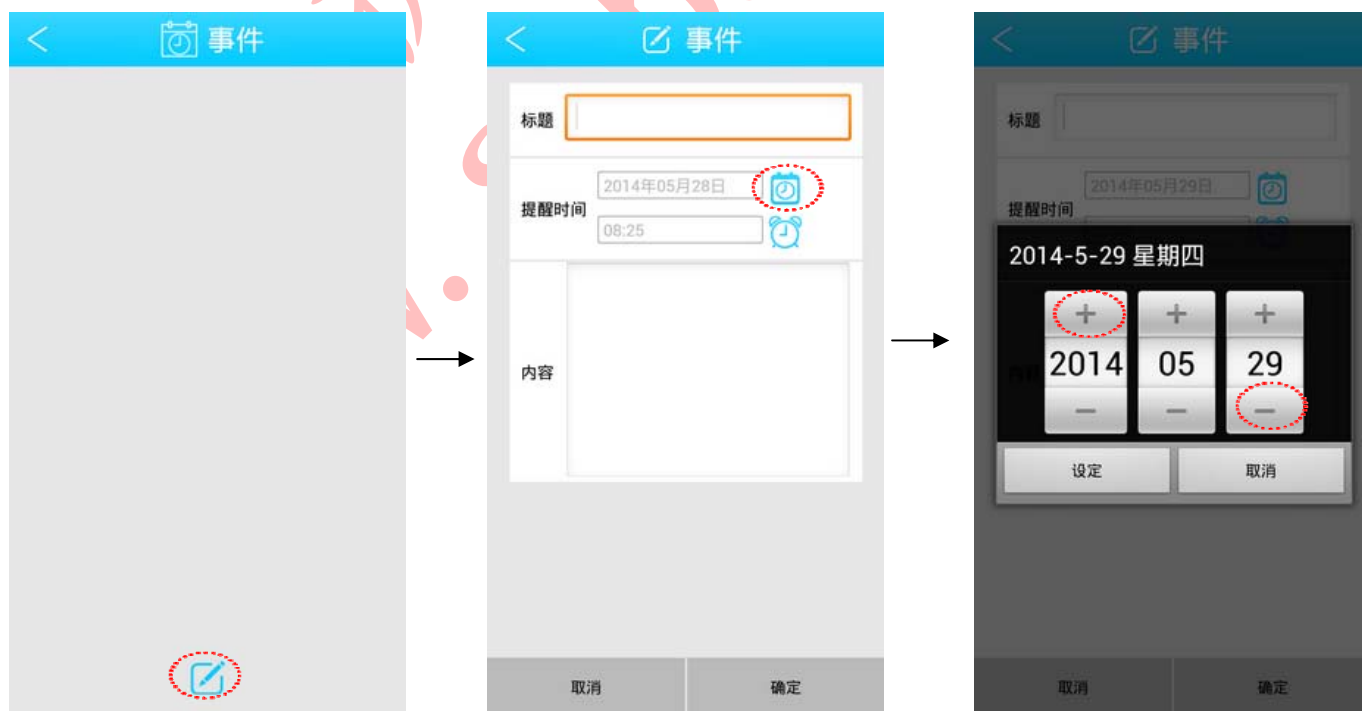 事件
事件
标题
2014年05月28日
提醒时间
08:25
内容
取消 确定
事件
标题
2014年05月29日
提醒时间
2014-5-29 星期四
+ + +
2014 05 29
- - -
设定 取消
取消 确定